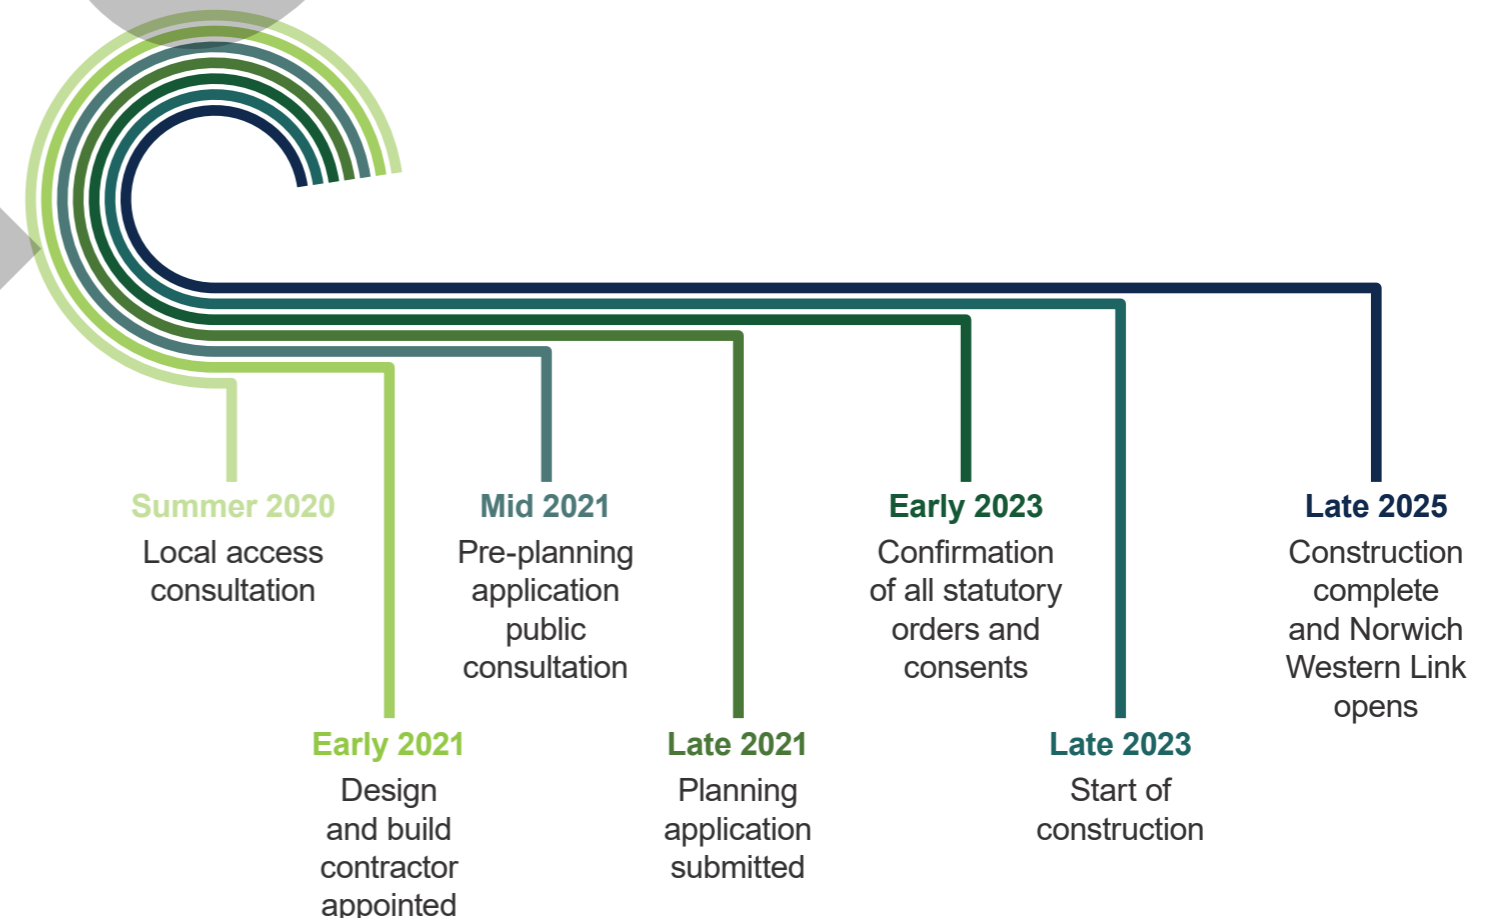 Summer 2020
Local access
consultation
Early 2021
Design
and build
contractor
appointed
Mid 2021
Pre-planning
application
public
consultation
Late 2021
Planning
application
submitted
Early 2023
Confirmation
of all statutory
orders and
consents
Late 2023
Start of
construction
Late 2025
Construction
complete
and Norwich
Western Link
opens